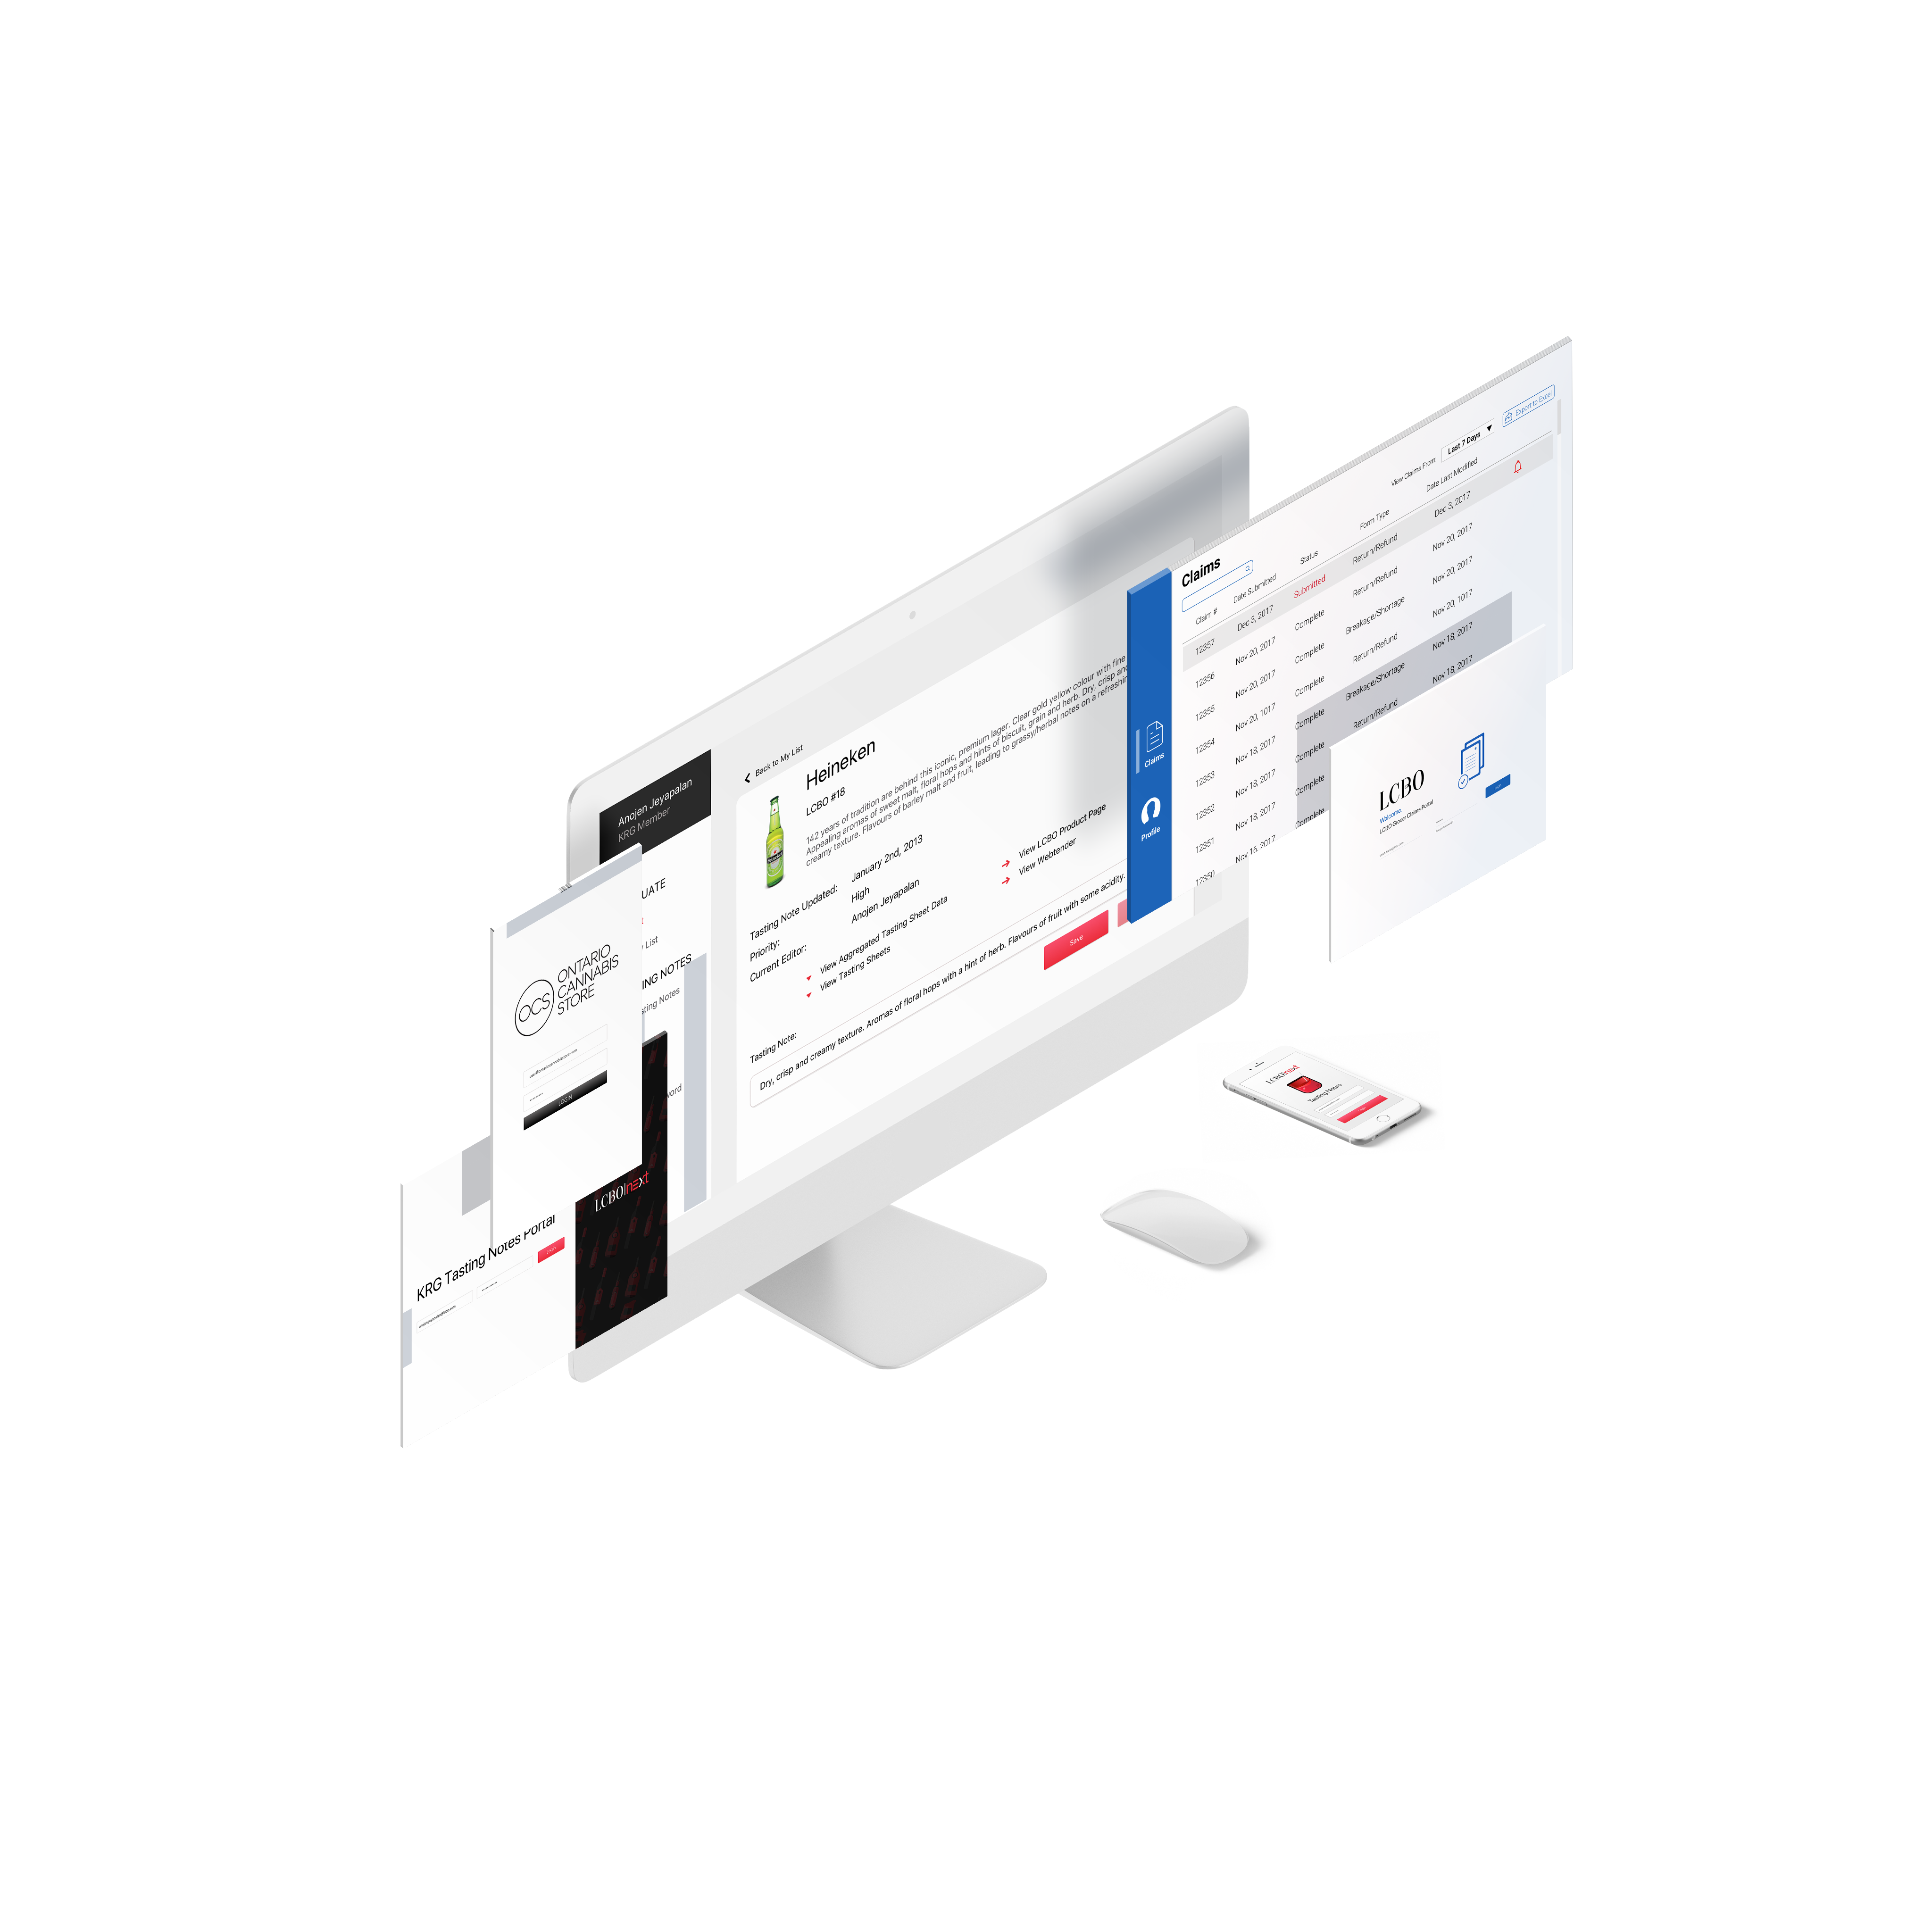 Anojen Jeyapalan
KRG Member
UATE
List
ING NOTES
sting Notes
word
Back to My List
Heineken
LCBO #18
142 years of tradition are behind this iconic, premium lager. Clear gold yellow colour with fine
Appealing aromas of sweet malt, floral hops and hints of biscuit, grain and herb. Dry, crisp and
creamy texture. Flavours of barley malt and fruit, leading to grassy/herbal notes on a refreshin
Tasting Note Updated: January 2nd, 2013
Priority: High
Current Editor: Anojen Jeyapalan
View LCBO Product Page
View Webtender
View Aggregated Tasting Sheet Data
View Tasting Sheets
Tasting Note:
Dry, crisp and creamy texture. Aromas of floral hops with a hint of herb. Flavours of fruit with some acidity.
Save
Claims
Profile
Claims
View Claims From: Last 7 Days
Export to Excel
Claim # Date Submitted Status Form Type Date Last Modified
12357 Dec 3, 2017 Submitted Return/Refund Dec 3, 2017
12356 Nov 20, 2017 Complete Return/Refund Nov 20, 2017
12355 Nov 20, 2017 Complete Breakage/Shortage Nov 20, 2017
12354 Nov 20, 1017 Complete Return/Refund Nov 20, 1017
12353 Nov 18, 2017 Complete Breakage/Shortage Nov 18, 2017
12352 Nov 18, 2017 Complete Return/Refund Nov 18, 2017
12351 Nov 18, 2017 Complete
12350 Nov 16, 2017 Complete
LCBO
Welcome.
LCBO Grocer Claims Portal
OCS
ONTARIO
CANNABIS
STORE
LOGIN
LCBO|next
KRG Tasting Notes Portal
Login
LCBO|next
Tasting Notes